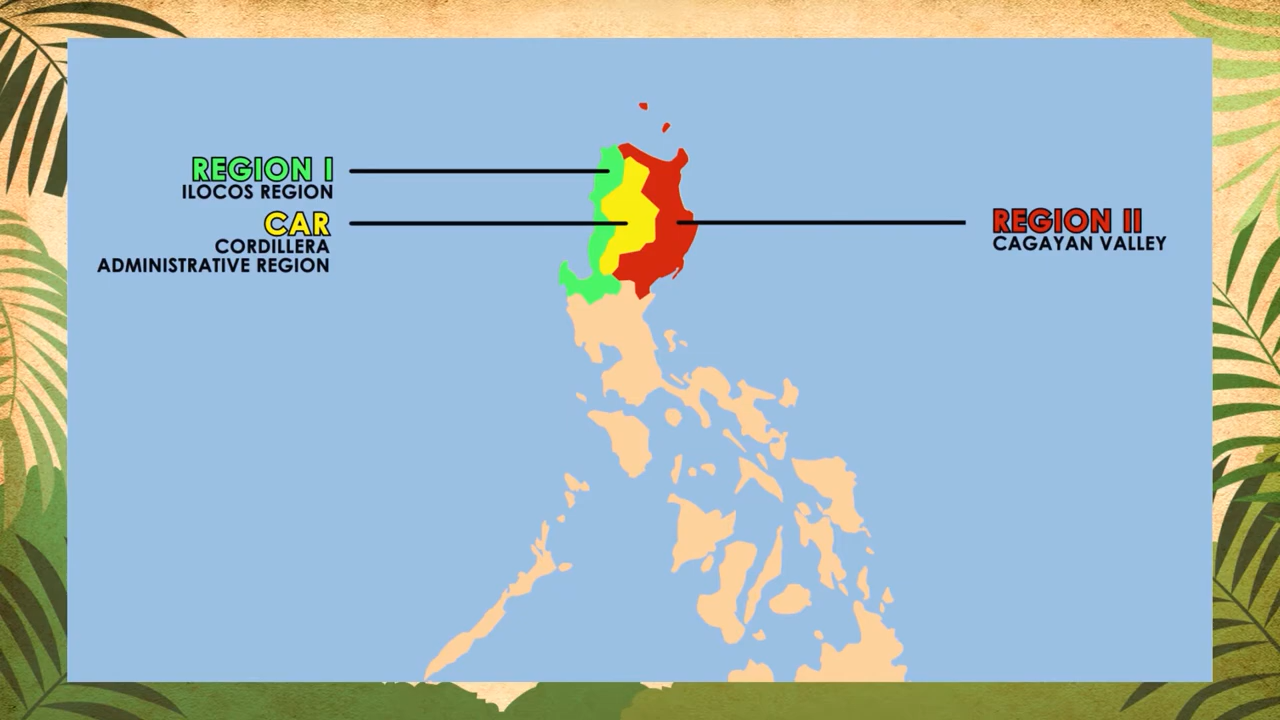 REGION I
ILOCOS REGION
CAR
CORDILLERA
ADMINISTRATIVE REGION
REGION II
CAGAYAN VALLEY